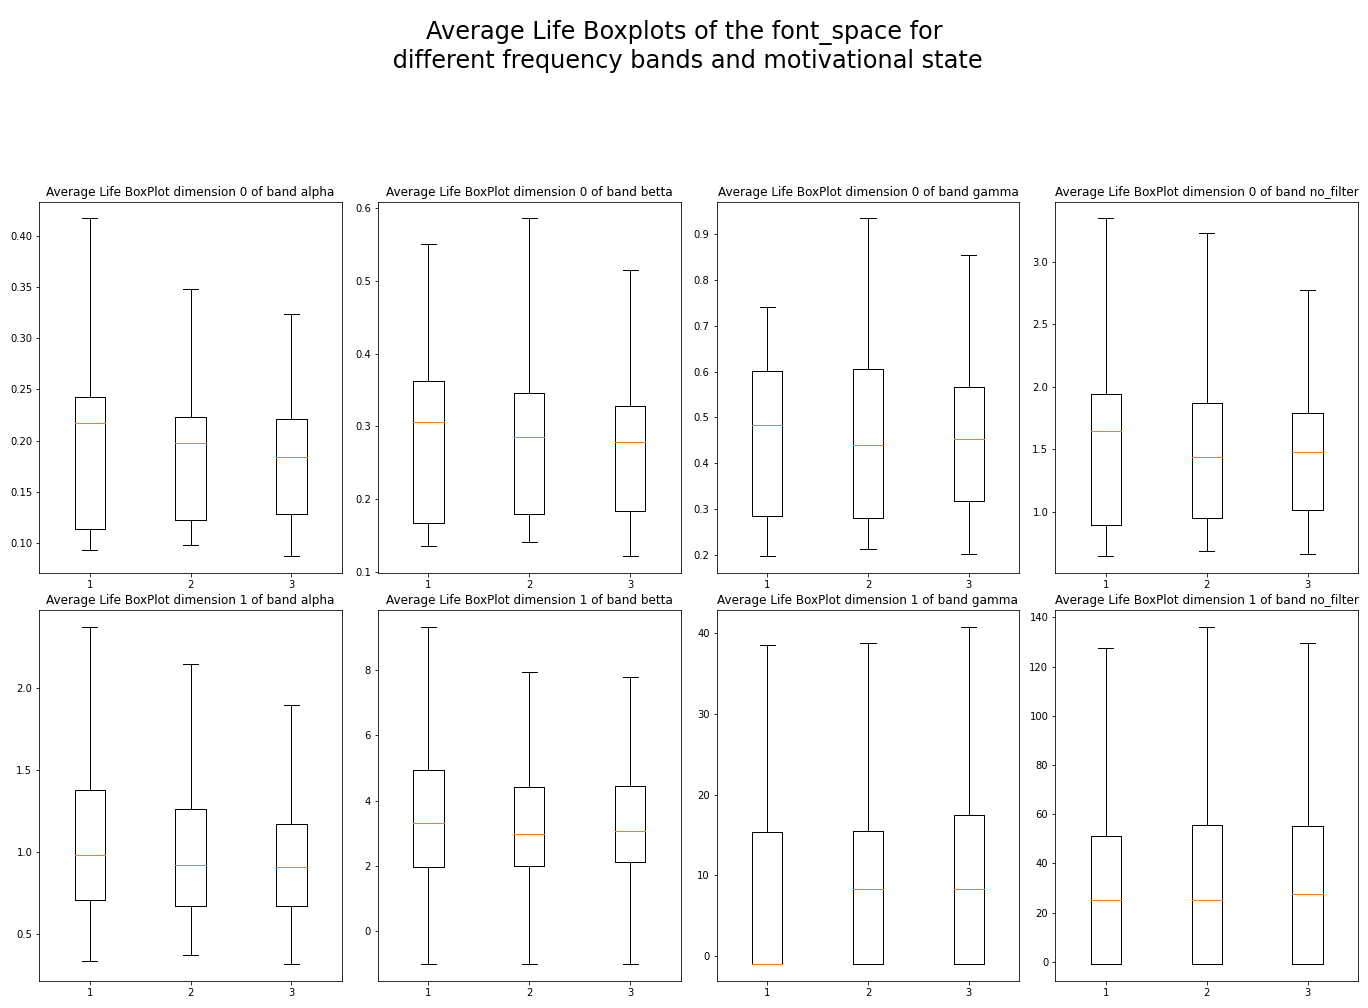 Average Life Boxplots of the font_space for
different frequency bands and motivational state
Average Life BoxPlot dimension 0 of band alpha
0.40
0.35
0.30
0.25
0.20
0.15
0.10
1 2 3
Average Life BoxPlot dimension 0 of band betta
0.6
0.5
0.4
0.3
0.2
0.1
1 2 3
Average Life BoxPlot dimension 0 of band gamma
0.9
0.8
0.7
0.6
0.5
0.4
0.3
0.2
1 2 3
Average Life BoxPlot dimension 0 of band no_filter
3.0
2.5
2.0
1.5
1.0
1 2 3
Average Life BoxPlot dimension 1 of band alpha
2.0
1.5
1.0
0.5
1 2 3
Average Life BoxPlot dimension 1 of band betta
8
6
4
2
0
1 2 3
Average Life BoxPlot dimension 1 of band gamma
40
30
20
10
0
1 2 3
Average Life BoxPlot dimension 1 of band no_filter
140
120
100
80
60
40
20
0
1 2 3